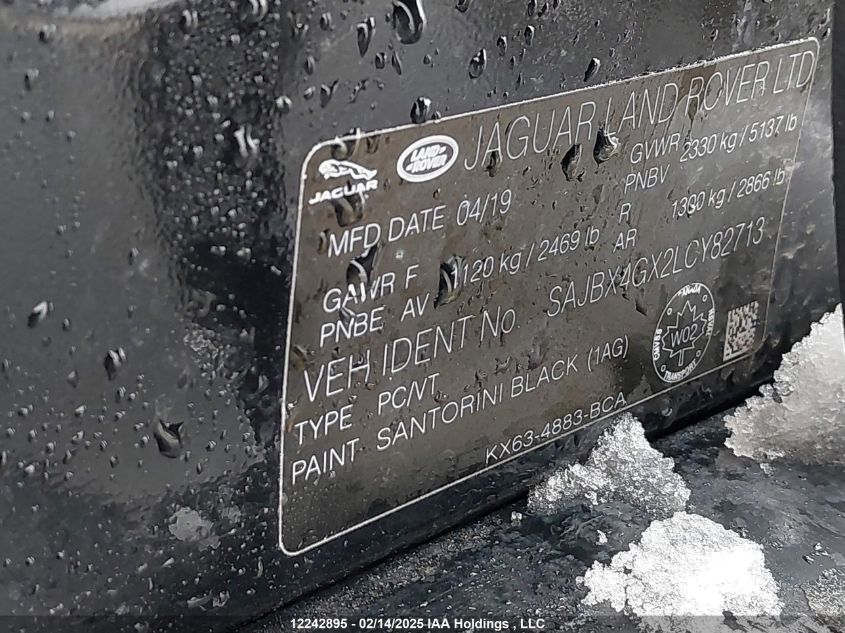 JAGUAR LAND-ROVER JAGUAR LAND ROVER LTD
MFD DATE 04/19
GVWR 2330 kg / 5137 lb
PNBV
GAWR F 1120 kg / 2469 lb R 1300 kg / 2866 lb
PNBE AV AR
VEH IDENT No SAJBX4GX2LCY82713
TYPE PC/VT
PAINT SANTORINI BLACK (1AG)
KX63-4883-BCA
CANADA
W02
TRANSPORT
12242895 - 02/14/2025 IAA Holdings , LLC